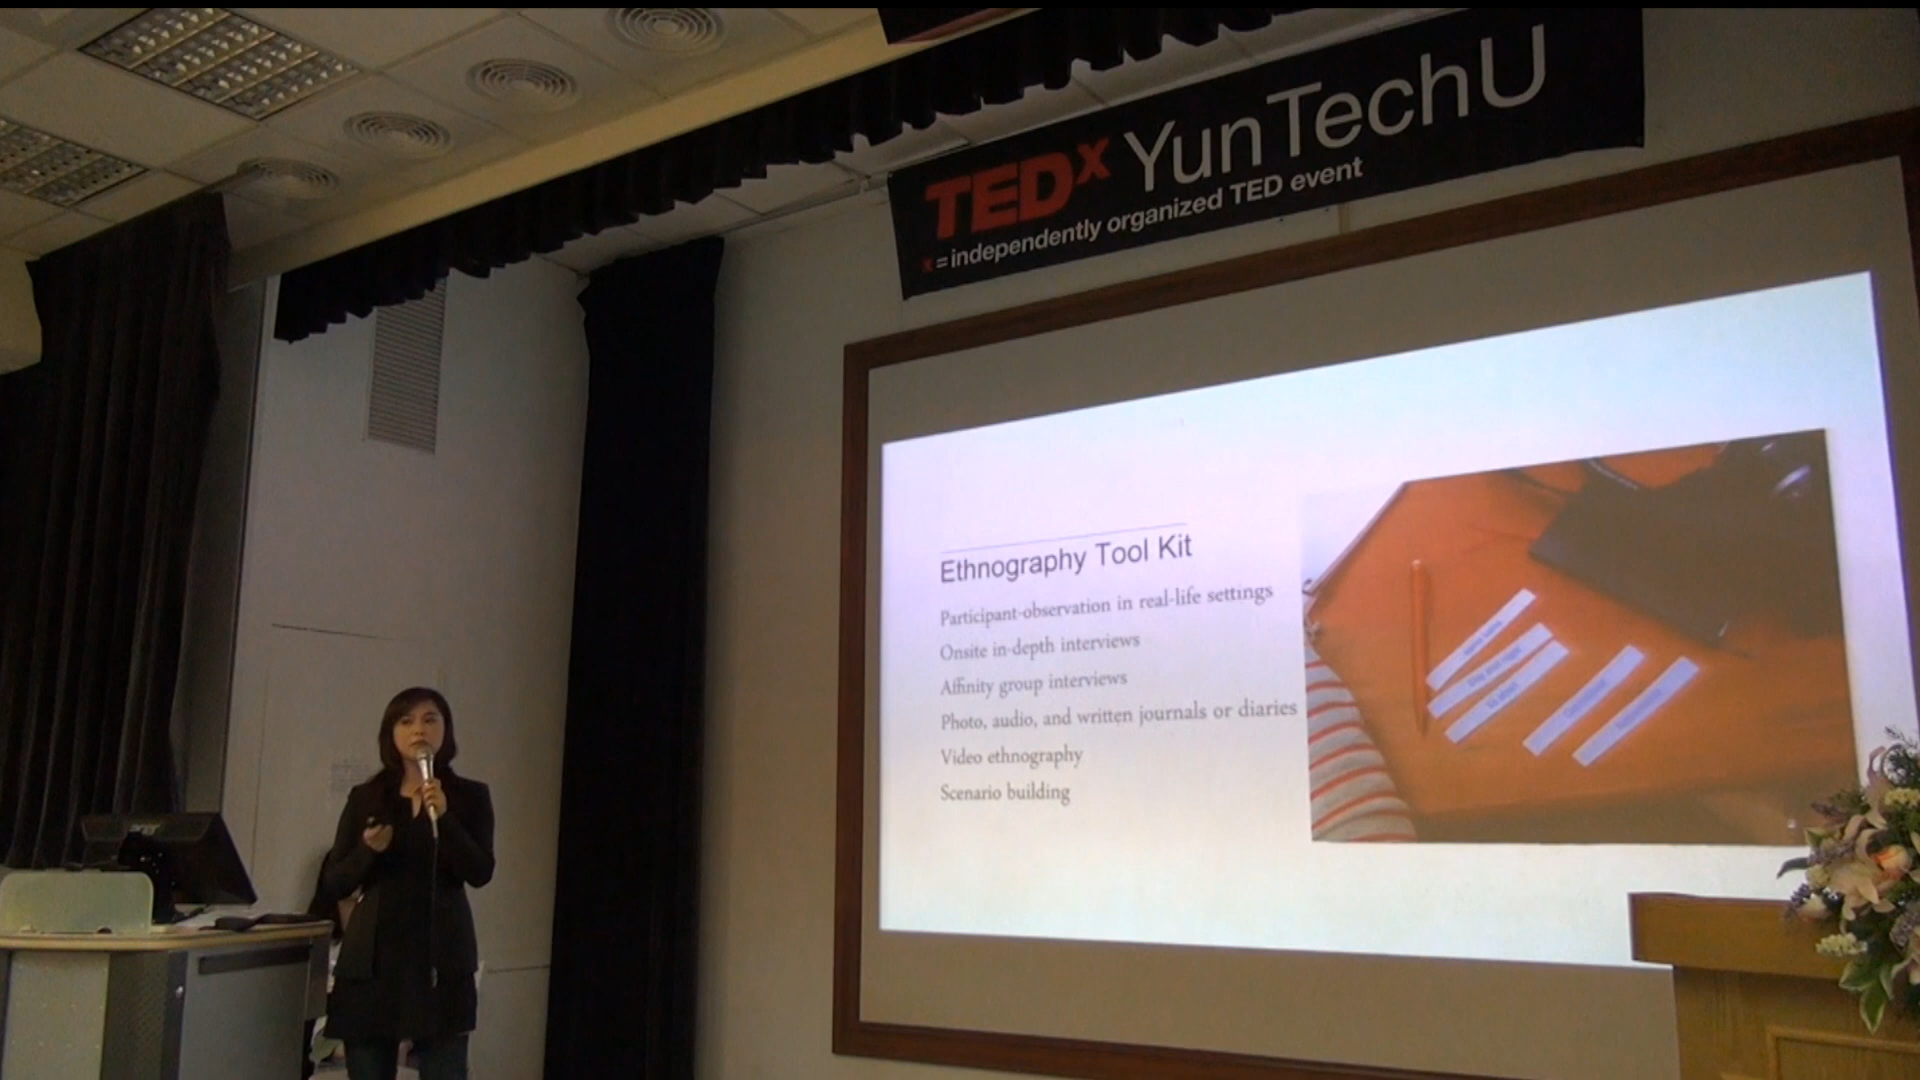 TEDx YunTechU
x = independently organized TED event
Ethnography Tool Kit
Participant-observation in real-life settings
Onsite in-depth interviews
Affinity group interviews
Photo, audio, and written journals or diaries
Video ethnography
Scenario building